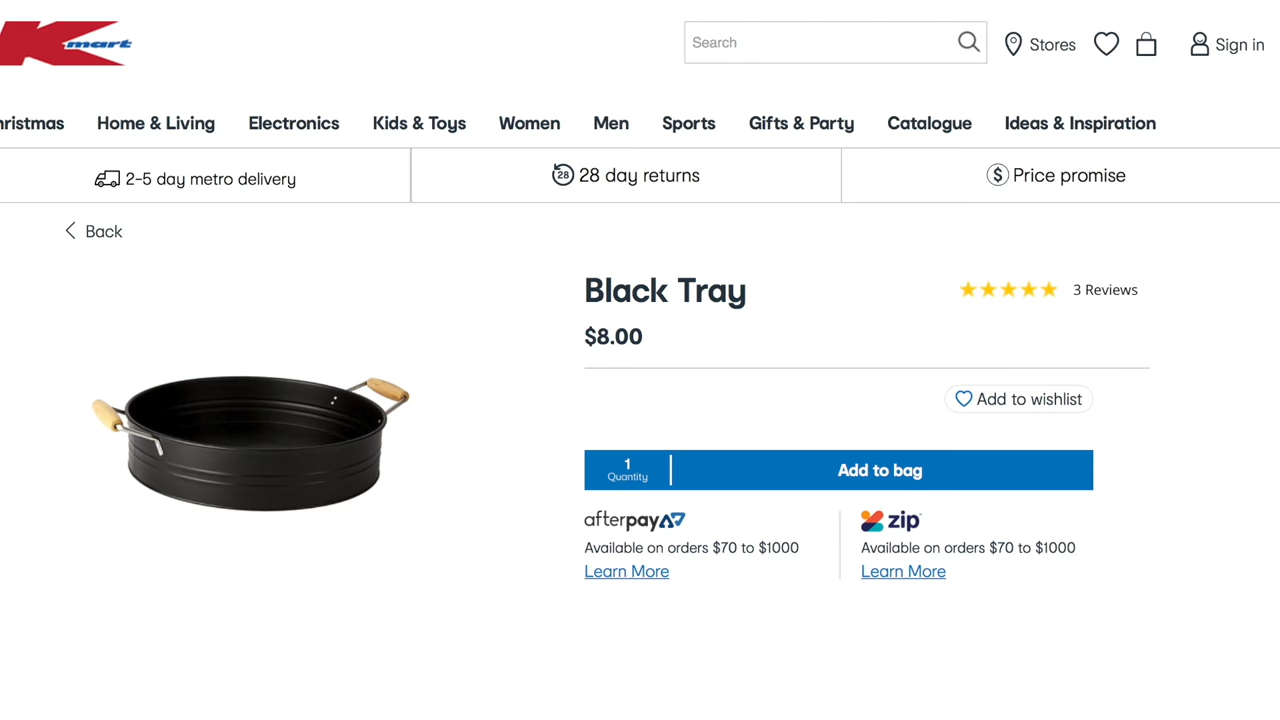 Kmart
Search
Stores
Sign in
hristmas
Home & Living
Electronics
Kids & Toys
Women
Men
Sports
Gifts & Party
Catalogue
Ideas & Inspiration
2-5 day metro delivery
28 28 day returns
$ Price promise
Back
Black Tray
3 Reviews
$8.00
Add to wishlist
1
Quantity
Add to bag
afterpay
zip
Available on orders $70 to $1000
Available on orders $70 to $1000
Learn More
Learn More